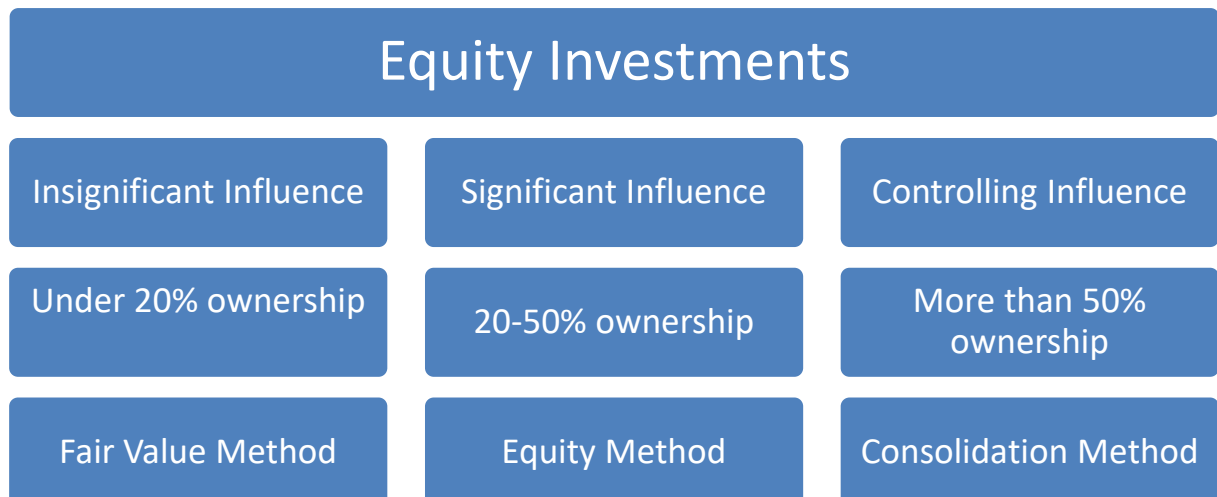 Equity Investments
Insignificant Influence
Significant Influence
Controlling Influence
Under 20% ownership
20-50% ownership
More than 50%
ownership
Fair Value Method
Equity Method
Consolidation Method